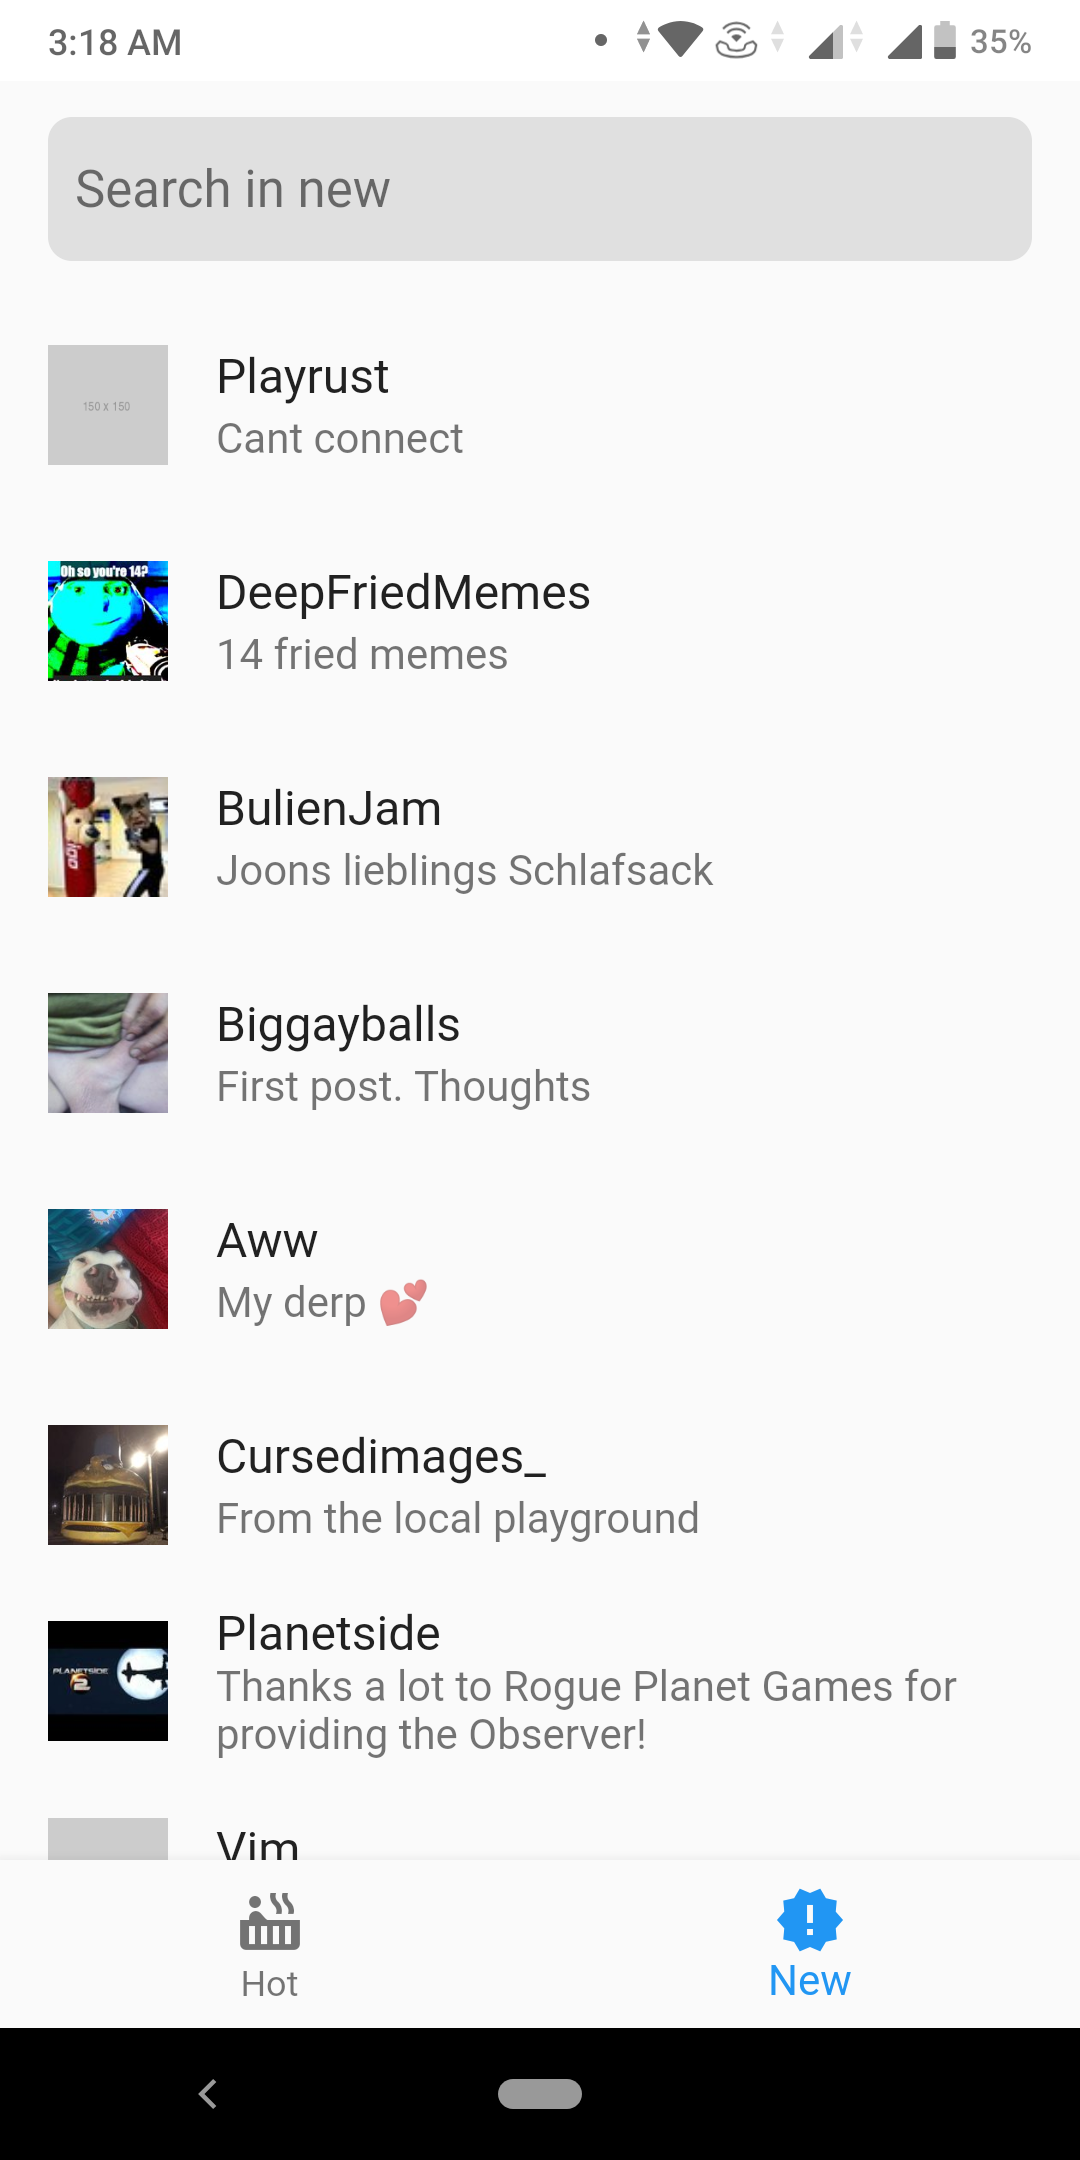 3:18 AM
35%
Search in new
150 x 150
Playrust
Cant connect
Oh so you're 14?
DeepFriedMemes
14 fried memes
BulienJam
Joons lieblings Schlafsack
Biggayballs
First post. Thoughts
Aww
My derp 💕
Cursedimages_
From the local playground
PLANETSIDE
2
Planetside
Thanks a lot to Rogue Planet Games for
providing the Observer!
Vim
Hot
New